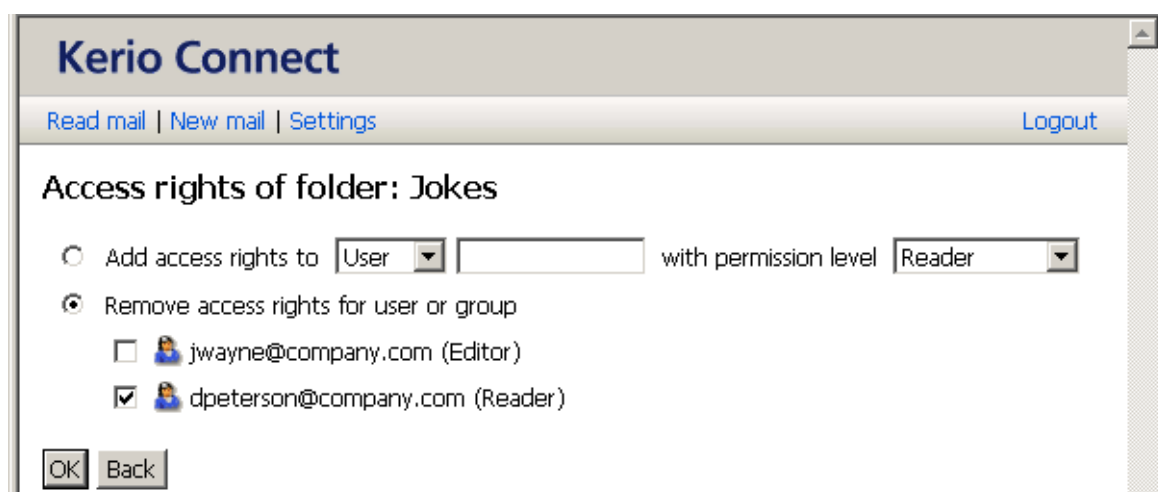 Kerio Connect
Read mail | New mail | Settings Logout
Access rights of folder: Jokes
Add access rights to User with permission level Reader
Remove access rights for user or group
jwayne@company.com (Editor)
dpeterson@company.com (Reader)
OK Back